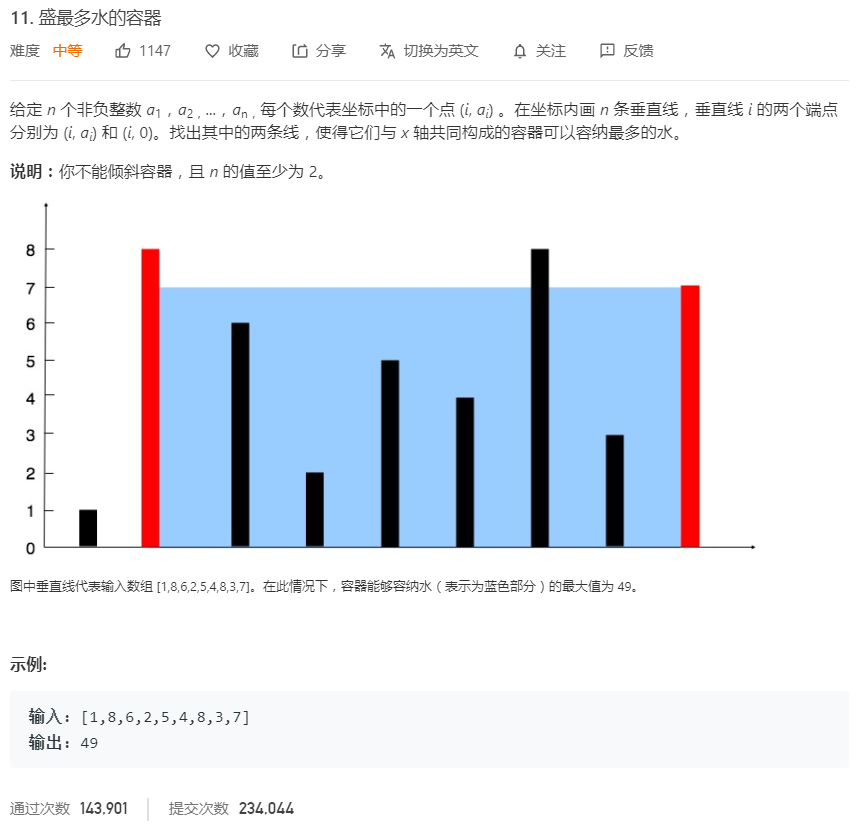 11. 盛最多水的容器
难度 中等 1147 收藏 分享 切换为英文 关注 反馈
给定 n 个非负整数 a1，a2，...，an，每个数代表坐标中的一个点 (i, ai) 。在坐标内画 n 条垂直线，垂直线 i 的两个端点
分别为 (i, ai) 和 (i, 0)。找出其中的两条线，使得它们与 x 轴共同构成的容器可以容纳最多的水。
说明：你不能倾斜容器，且 n 的值至少为 2。
8
7
6
5
4
3
2
1
0
图中垂直线代表输入数组 [1,8,6,2,5,4,8,3,7]。在此情况下，容器能够容纳水（表示为蓝色部分）的最大值为 49。
示例:
输入: [1,8,6,2,5,4,8,3,7]
输出: 49
通过次数 143,901 提交次数 234,044